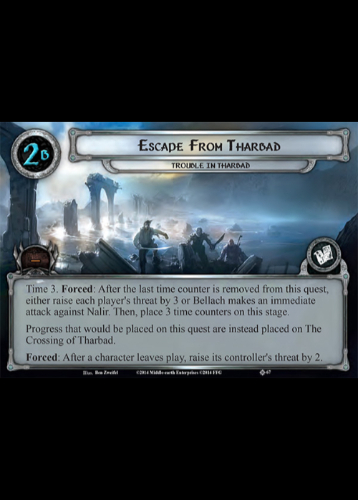 2B
ESCAPE FROM THARBAD
TROUBLE IN THARBAD
Time 3. Forced: After the last time counter is removed from this quest,
either raise each player's threat by 3 or Bellach makes an immediate
attack against Nalir. Then, place 3 time counters on this stage.
Progress that would be placed on this quest are instead placed on The
Crossing of Tharbad.
Forced: After a character leaves play, raise its controller's threat by 2.
Illus. Ben Zweifel ©2014 Middle-earth Enterprises ©2014 FFG 47